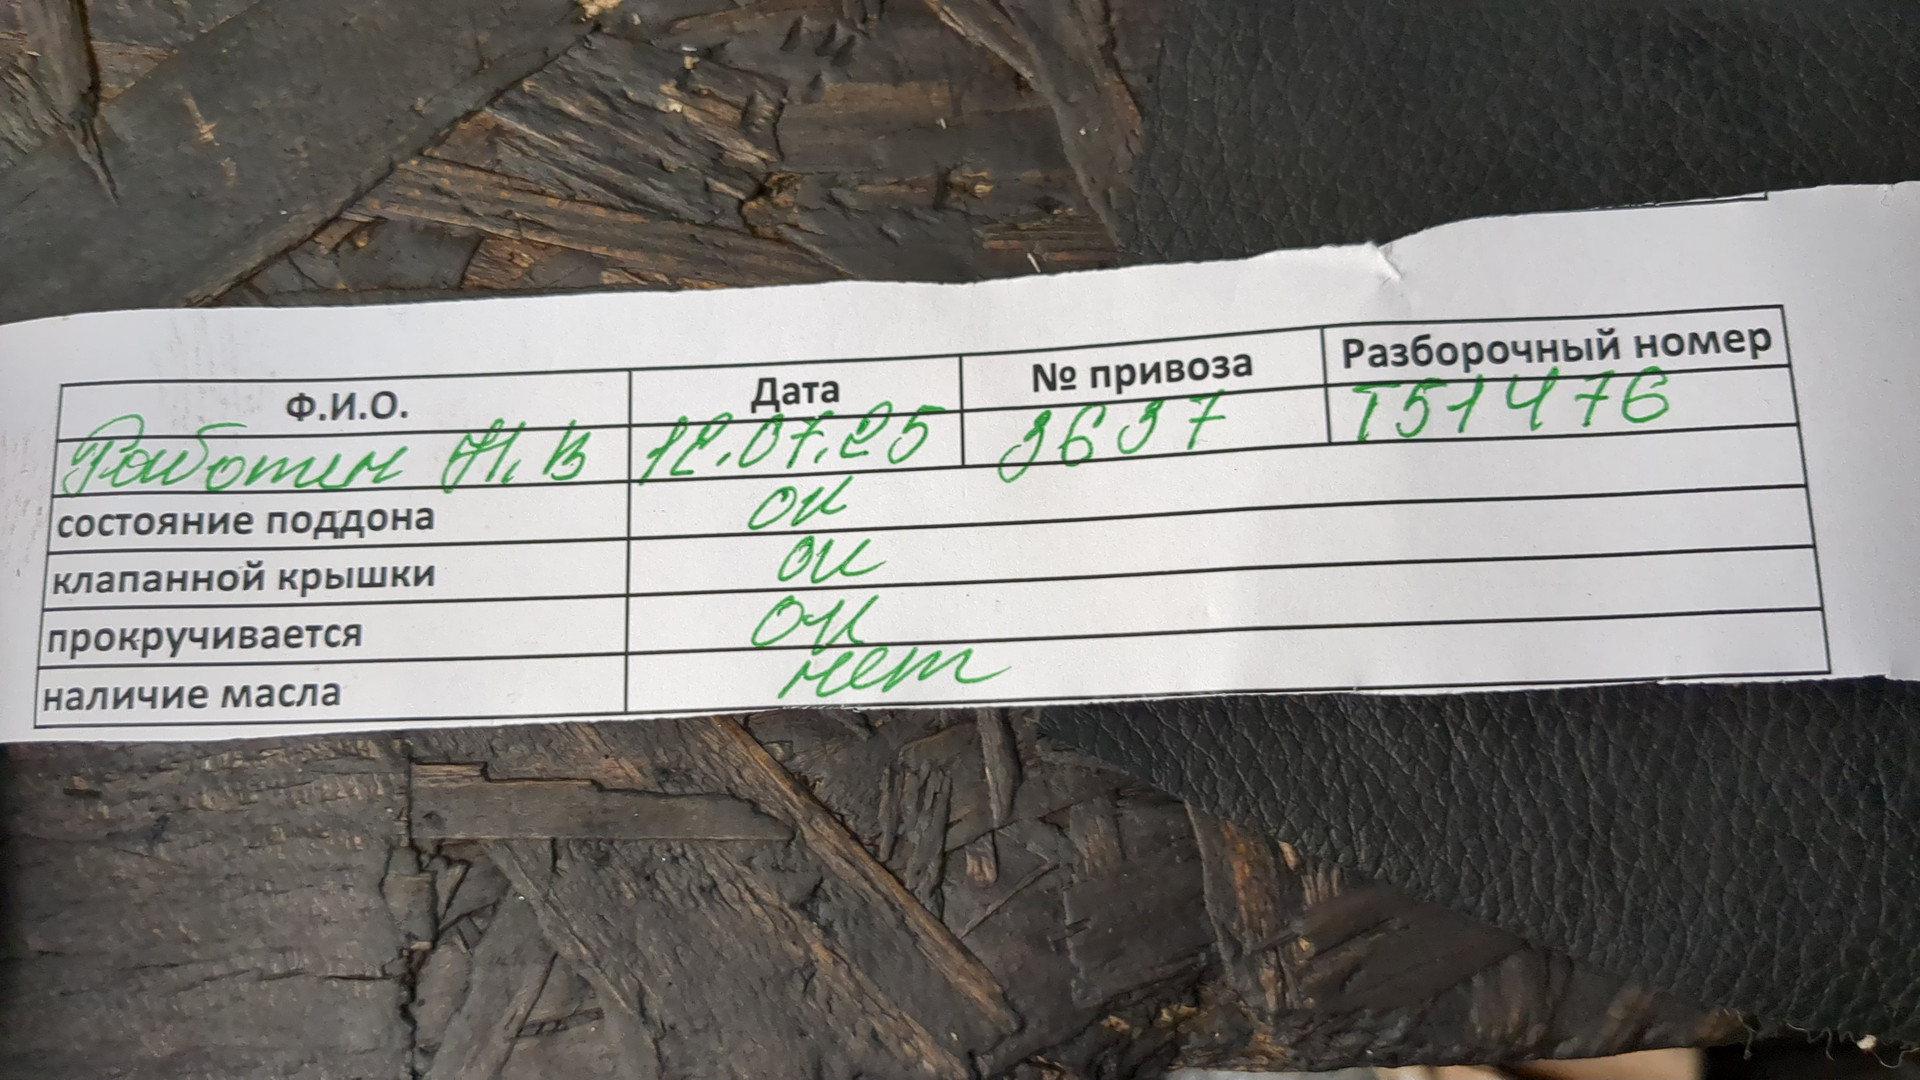 Ф.И.О. Дата № привоза Разборочный номер
Работин Н.В 12.07.25 3637 Т51476
состояние поддона ок
клапанной крышки ок
прокручивается ок
наличие масла нет